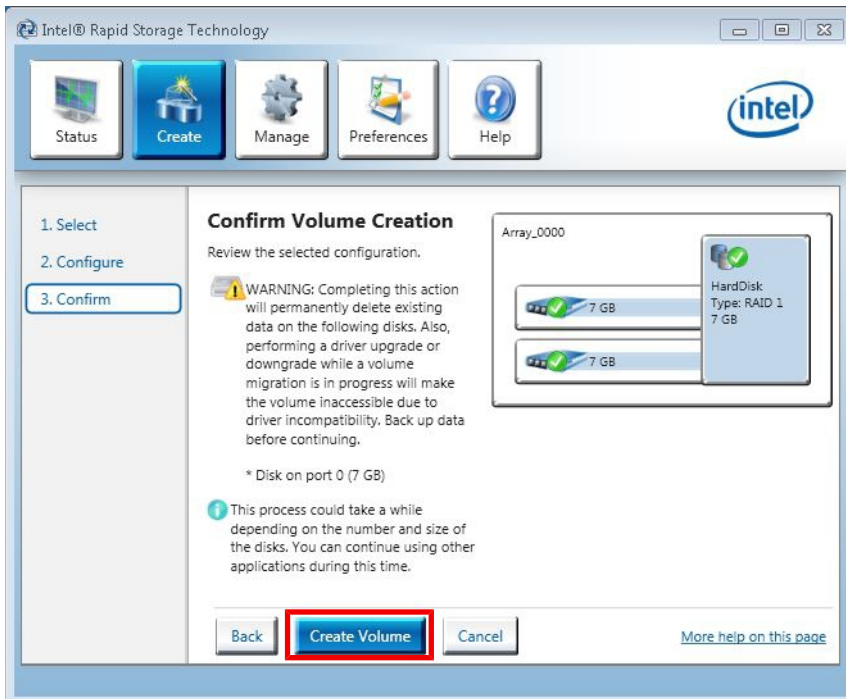 Intel® Rapid Storage Technology
Status
Create
Manage
Preferences
Help
intel
1. Select
2. Configure
3. Confirm
Confirm Volume Creation
Review the selected configuration.
WARNING: Completing this action
will permanently delete existing
data on the following disks. Also,
performing a driver upgrade or
downgrade while a volume
migration is in progress will make
the volume inaccessible due to
driver incompatibility. Back up data
before continuing.
* Disk on port 0 (7 GB)
This process could take a while
depending on the number and size of
the disks. You can continue using other
applications during this time.
Array_0000
7 GB
7 GB
HardDisk
Type: RAID 1
7 GB
Back
Create Volume
Cancel
More help on this page